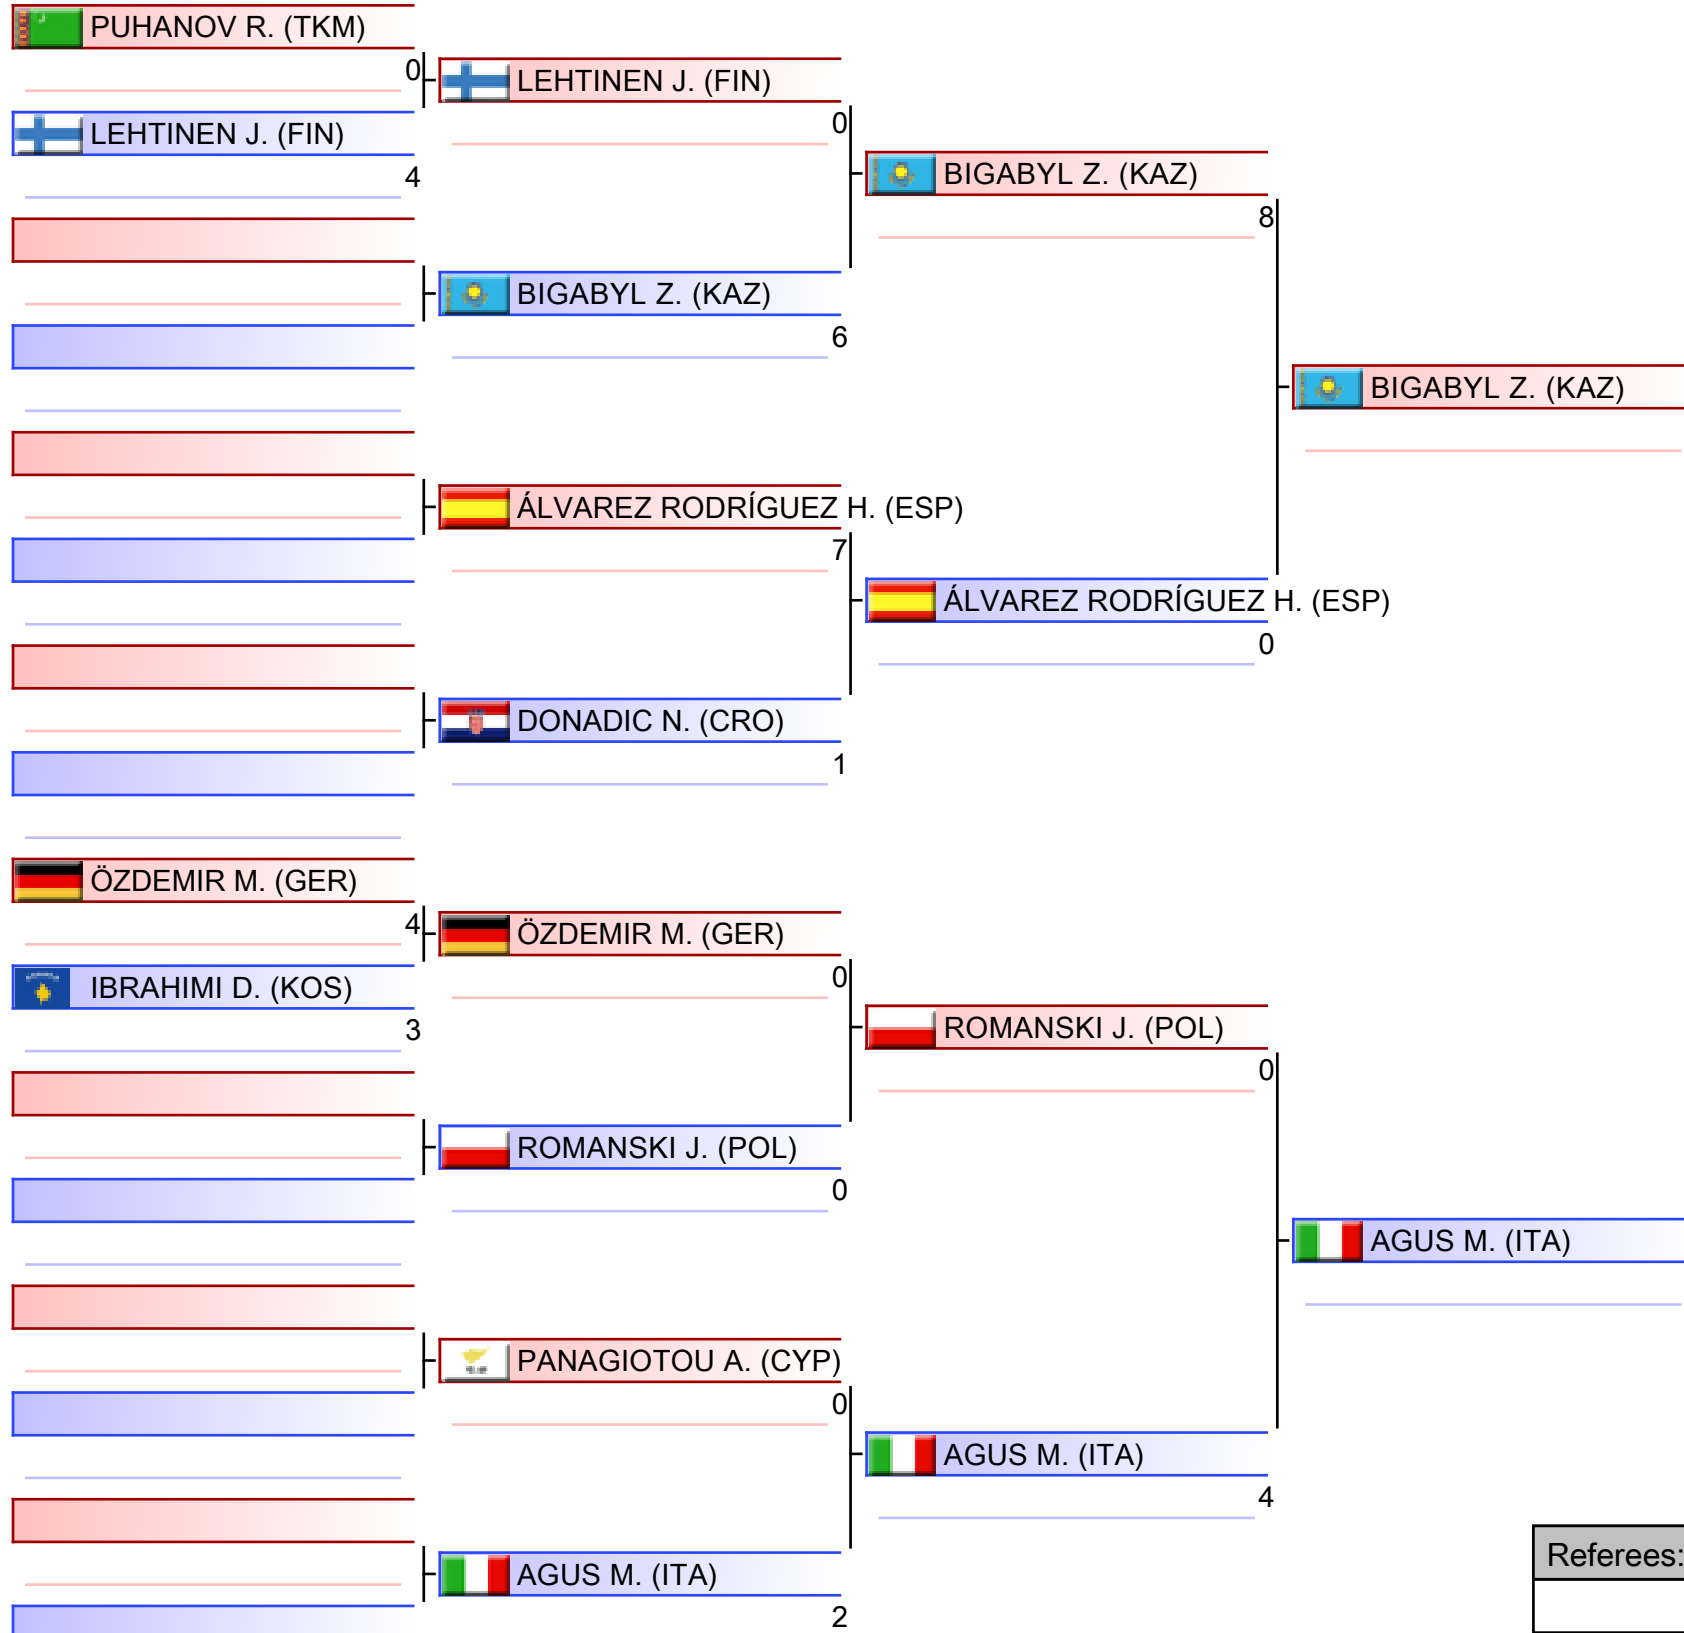 PUHANOV R. (TKM)
0
LEHTINEN J. (FIN)
4
ÖZDEMIR M. (GER)
4
IBRAHIMI D. (KOS)
3
LEHTINEN J. (FIN)
0
BIGABYL Z. (KAZ)
6
ÁLVAREZ RODRÍGUEZ H. (ESP)
7
DONADIC N. (CRO)
1
ÖZDEMIR M. (GER)
0
ROMANSKI J. (POL)
0
PANAGIOTOU A. (CYP)
0
AGUS M. (ITA)
2
BIGABYL Z. (KAZ)
8
ÁLVAREZ RODRÍGUEZ H. (ESP)
0
ROMANSKI J. (POL)
0
AGUS M. (ITA)
4
BIGABYL Z. (KAZ)
AGUS M. (ITA)
Referees: